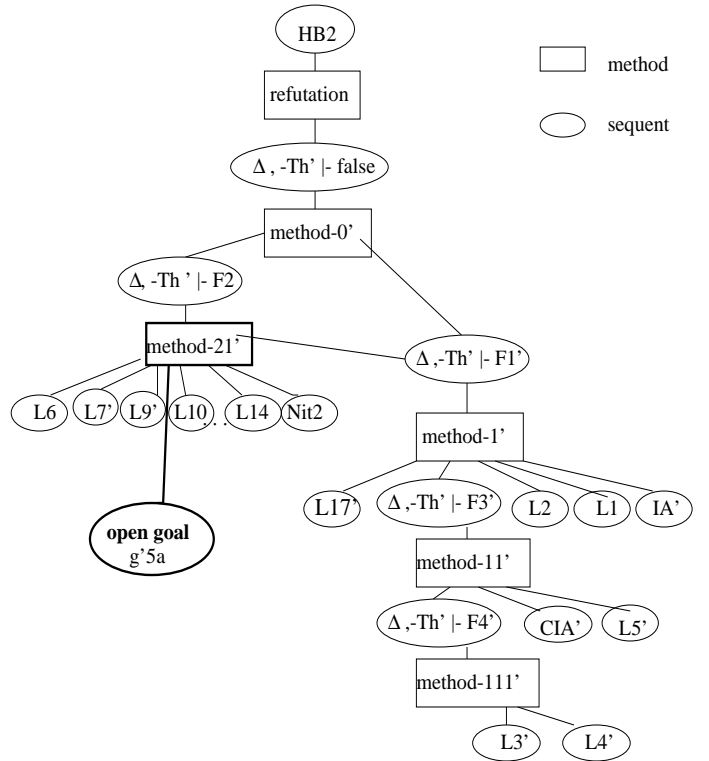 HB2
method
refutation
sequent
Δ , -Th' |- false
method-0'
Δ, -Th ' |- F2
method-21'
Δ ,-Th' |- F1'
L6
L7'
L9'
L10
. . .
L14
Nit2
method-1'
L17'
Δ ,-Th' |- F3'
L2
L1
IA'
open goal
g'5a
method-11'
Δ ,-Th' |- F4'
CIA'
L5'
method-111'
L3'
L4'